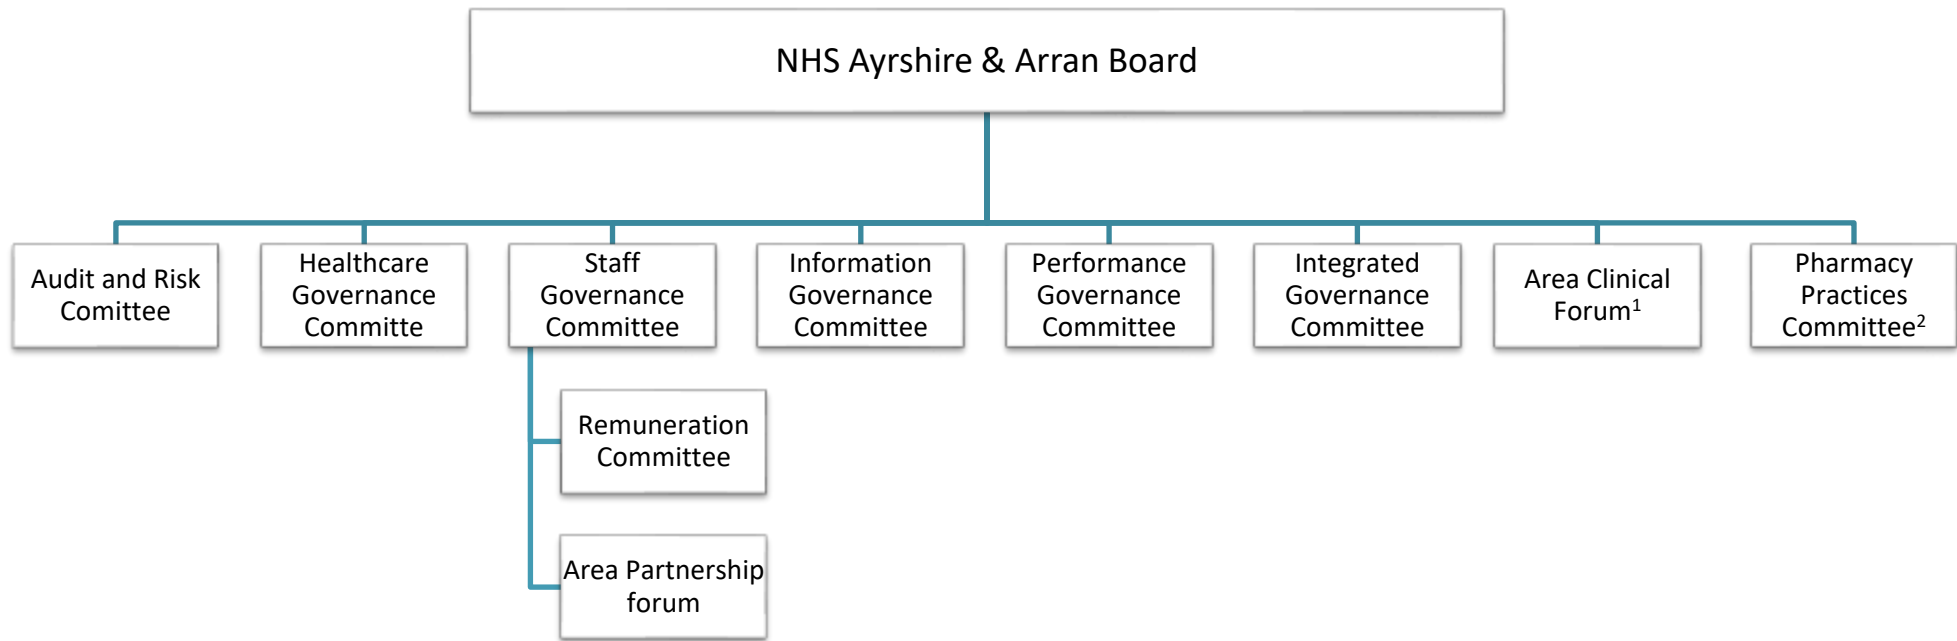 NHS Ayrshire & Arran Board
Audit and Risk
Comittee
Healthcare
Governance
Committe
Staff
Governance
Committee
Information
Governance
Committee
Performance
Governance
Committee
Integrated
Governance
Committee
Area Clinical
Forum¹
Pharmacy
Practices
Committee²
Remuneration
Committee
Area Partnership
forum